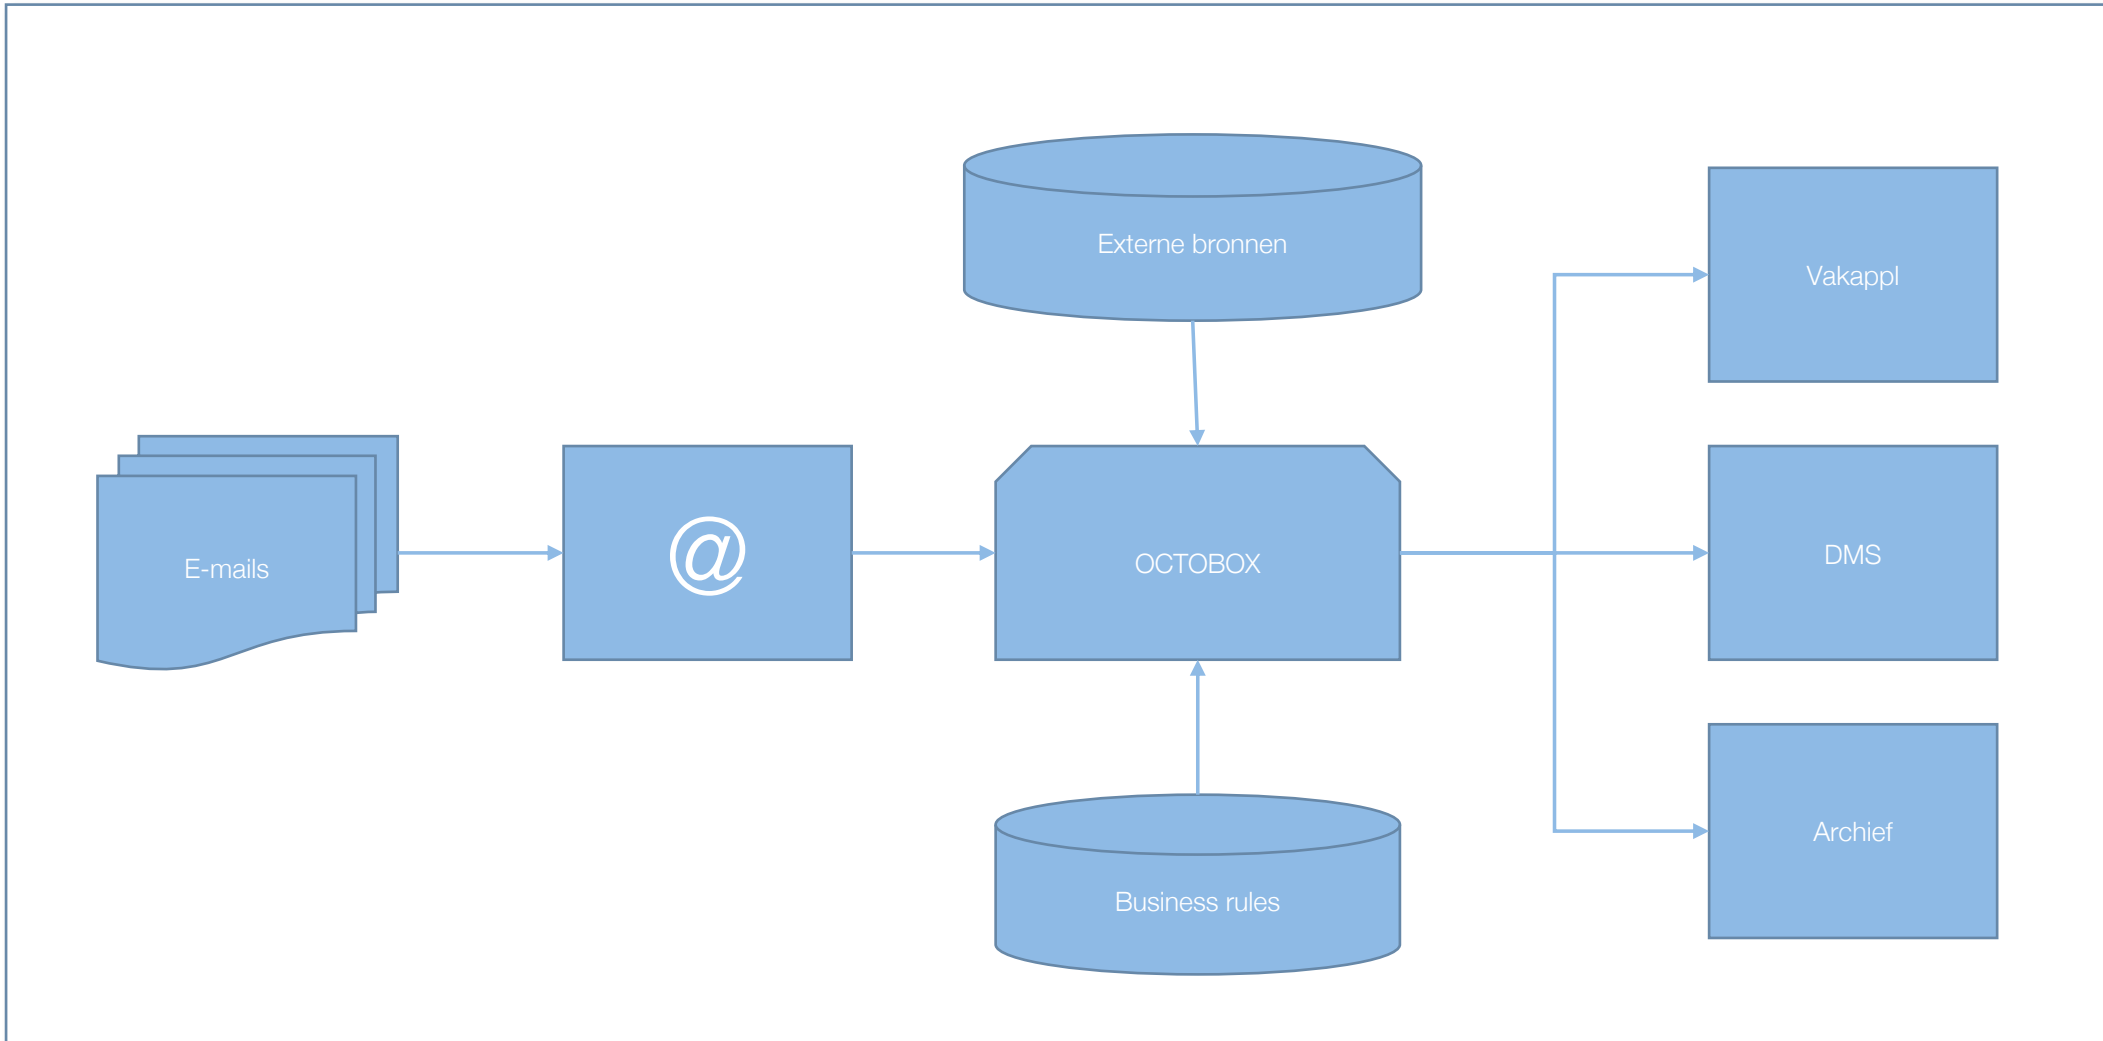 Externe bronnen
Vakappl
E-mails
@
OCTOBOX
DMS
Business rules
Archief